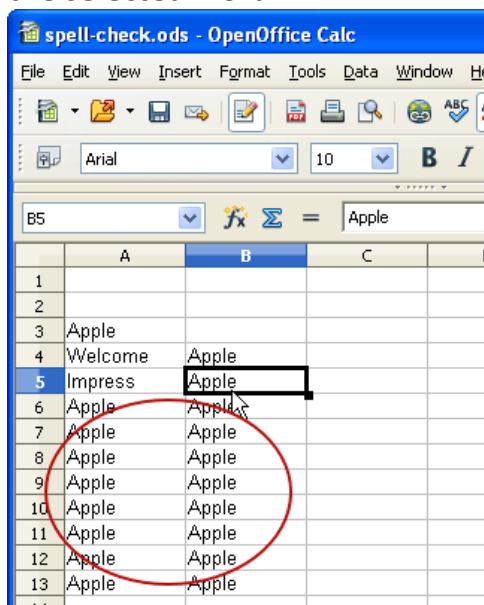 spell-check.ods - OpenOffice Calc
File Edit View Insert Format Tools Data Window
ABC
Arial 10 B I
B5 = Apple
A B C
1
2
3 Apple
4 Welcome Apple
5 Impress Apple
6 Apple Apple
7 Apple Apple
8 Apple Apple
9 Apple Apple
10 Apple Apple
11 Apple Apple
12 Apple Apple
13 Apple Apple